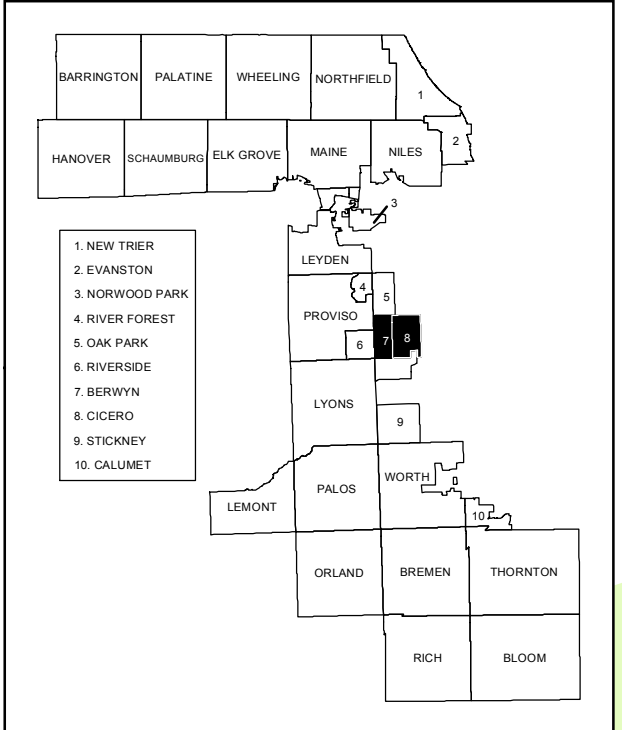 BARRINGTON PALATINE WHEELING NORTHFIELD
1
2
HANOVER SCHAUMBURG ELK GROVE MAINE NILES
3
LEYDEN
1. NEW TRIER
2. EVANSTON
3. NORWOOD PARK
4. RIVER FOREST
5. OAK PARK
6. RIVERSIDE
7. BERWYN
8. CICERO
9. STICKNEY
10. CALUMET
4
5
PROVISO
6
7
8
LYONS
9
WORTH
PALOS
LEMONT
10
ORLAND BREMEN THORNTON
RICH BLOOM